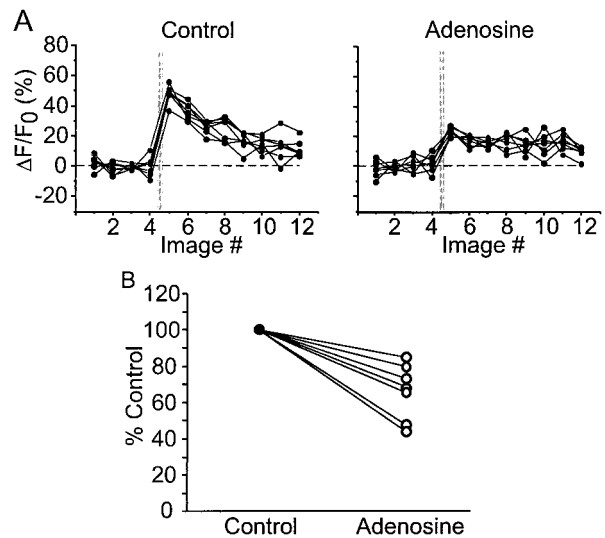 A
Control
Adenosine
80
60
40
20
0
-20
ΔF/F0 (%)
2 4 6 8 10 12
2 4 6 8 10 12
Image #
Image #
B
120
100
80
60
40
20
0
% Control
Control
Adenosine